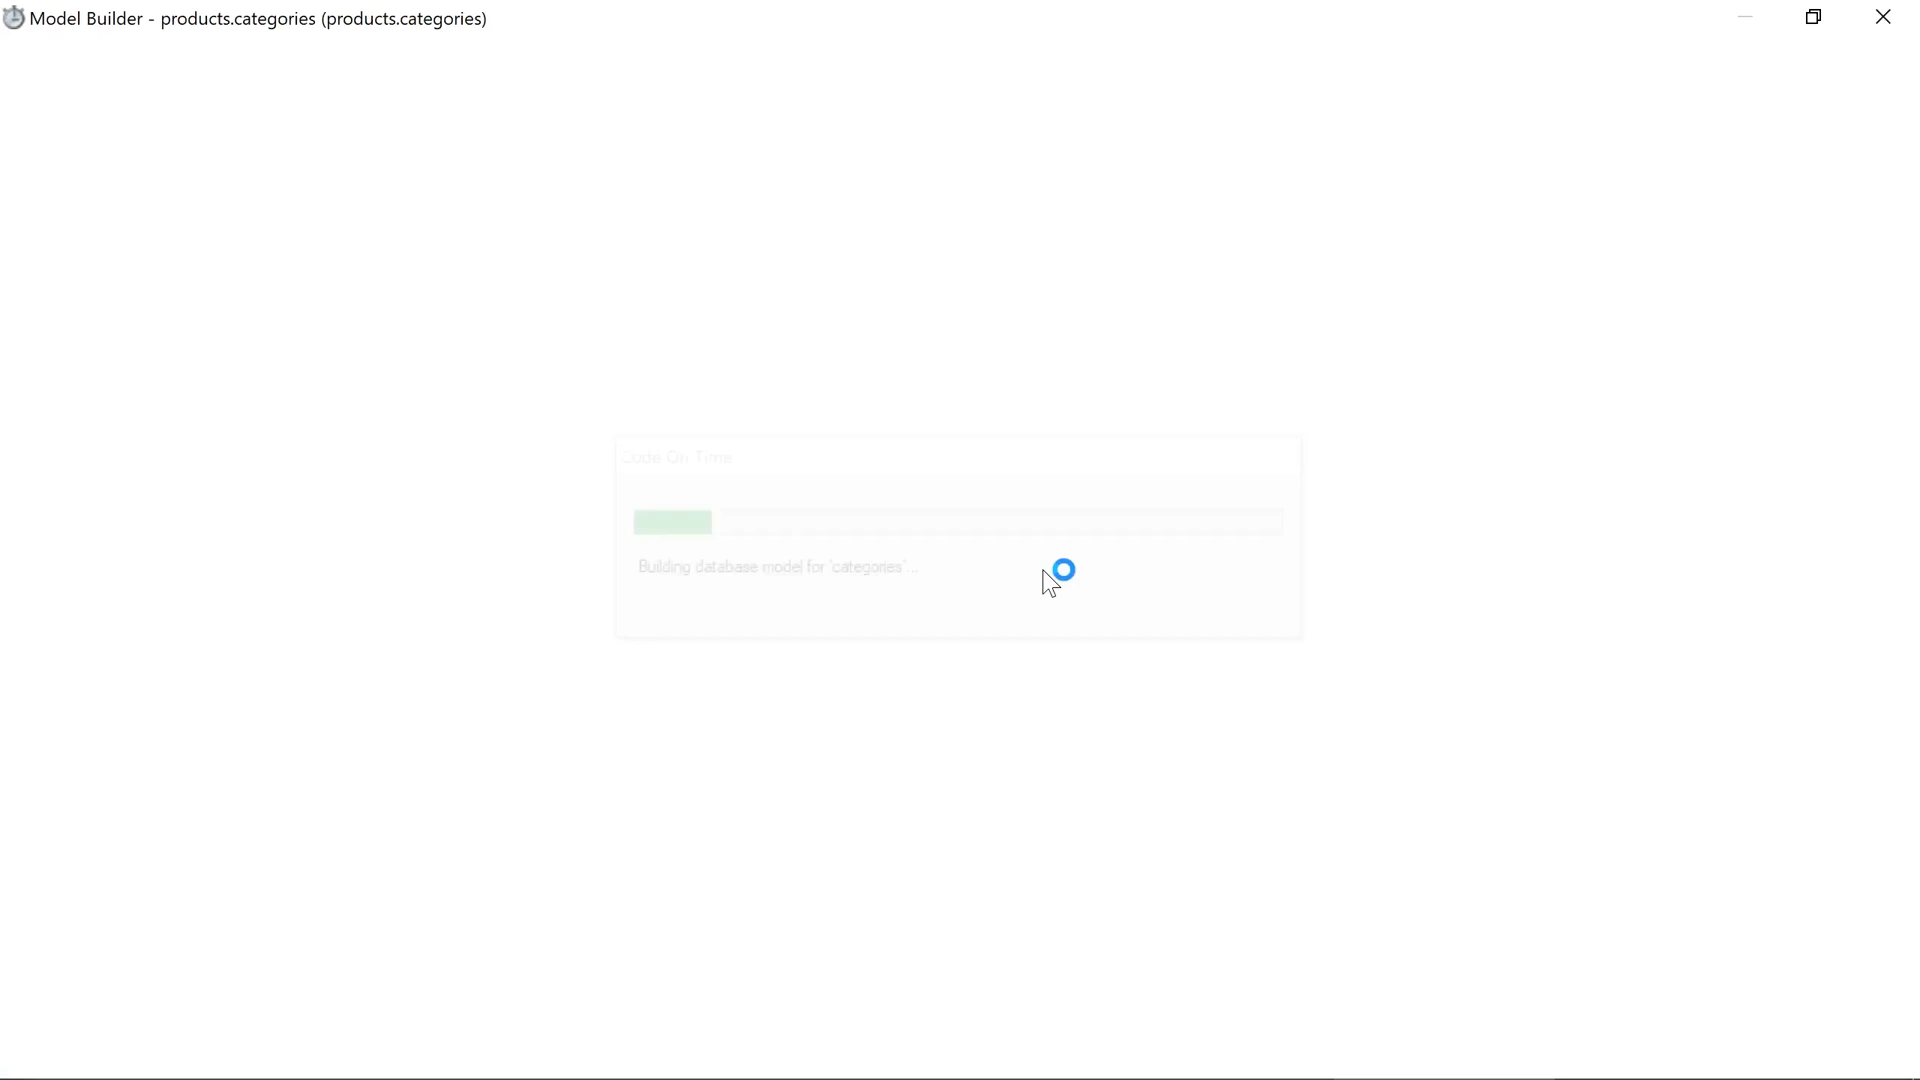 Model Builder - products.categories (products.categories)
Code On Time
Building database model for 'categories'...